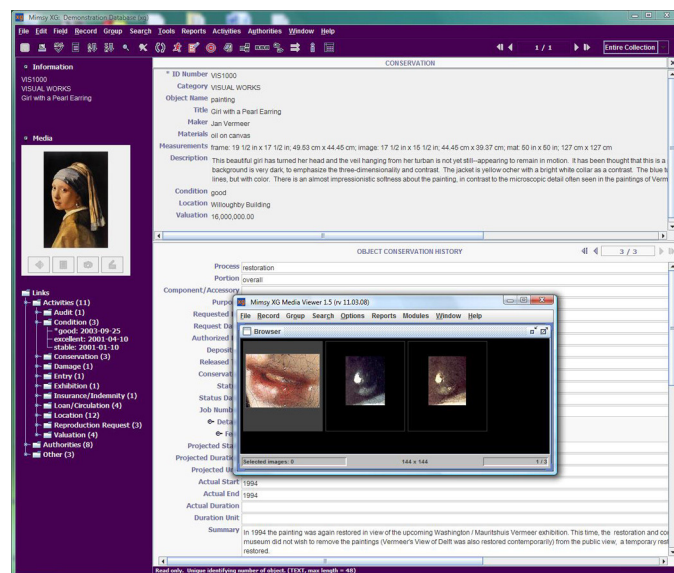 Mimsy XG: Demonstration Database
File Edit Field Record Group Search Tools Reports Activities Activities Window Help
1 / 1
Entire Collection
Information
VIS1000
VISUAL WORKS
Girl with a Pearl Earring
Media
Links
Activities (11)
Audit (1)
Condition (3)
*good: 2003-09-25
excellent: 2001-04-10
stable: 2001-01-10
Conservation (3)
Damage (1)
Entry (1)
Exhibition (1)
Insurance/Indemnity (1)
Loan/Circulation (4)
Location (12)
Reproduction Request (3)
Valuation (4)
Authorities (8)
Other (3)
CONSERVATION
* ID Number VIS1000
Category VISUAL WORKS
Object Name painting
Title Girl with a Pearl Earring
Maker Jan Vermeer
Materials oil on canvas
Measurements frame: 19 1/2 in x 17 1/2 in; 49.53 cm x 44.45 cm; image: 17 1/2 in x 15 1/2 in; 44.45 cm x 39.37 cm; mat: 50 in x 50 in; 127 cm x 127 cm
Description This beautiful girl has turned her head and the veil hanging from her turban is not yet still--appearing to remain in motion. It has been thought that this is a
background is very dark, to emphasize the three-dimensionality and contrast. The jacket is yellow ocher with a bright white collar as a contrast. The blue tu
lines, but with color. There is an almost impressionistic softness about the painting, in contrast to the microscopic detail often seen in the paintings of Verm
Condition good
Location Willoughby Building
Valuation 16,000,000.00
OBJECT CONSERVATION HISTORY
3 / 3
Process restoration
Portion overall
Component/Accessory
Purpo
Requested
Request Da
Authorized
Deposit
Released
Conservat
Stat
Status Da
Job Numb
Detai
Fee
Projected Sta
Projected Durati
Projected Un
Actual Start 1994
Actual End 1994
Actual Duration
Duration Unit
Summary In 1994 the painting was again restored in view of the upcoming Washington / Mauritshuis Vermeer exhibition. This time, the restoration and co
museum did not wish to remove the paintings (Vermeer's View of Delft was also restored contemporarily) from the public view, a temporary rest
restored.
Mimsy XG Media Viewer 1.5 (rv 11.03.08)
File Record Group Search Options Reports Modules Window Help
Browser
Selected images: 0
144 x 144
1 / 3
Read only. Unique identifying number of object. (TEXT, max length = 48)